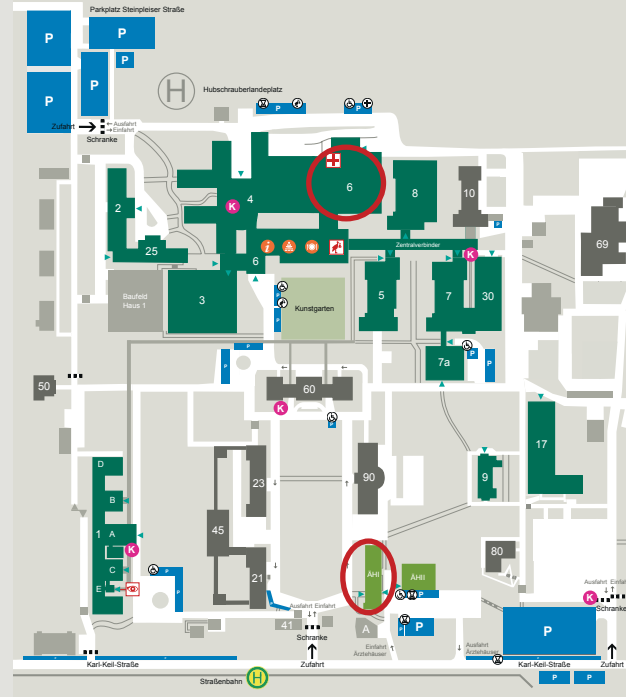 Parkplatz Steinpleiser Straße
P
P
P
P
P
H
Hubschrauberlandeplatz
P
P
Zufahrt
Ausfahrt
Einfahrt
Schranke
4
6
8
10
2
K
K
69
25
6
i
Zentralverbinder
P
Baufeld
Haus 1
3
P
P
Kunstgarten
5
7
30
P
P
P
7a
P
P
50
60
K
P
17
D
B
1
A
C
E
K
23
45
21
90
9
80
ÄHI
ÄHII
P
P
K
Ausfahrt Einfahrt
Schranke
Ausfahrt Einfahrt
41
Schranke
A
P
P
Einfahrt
Ärztehäuser
Ausfahrt
Ärztehäuser
Karl-Keil-Straße
Zufahrt
Karl-Keil-Straße
Zufahrt
Straßenbahn
H
P
P